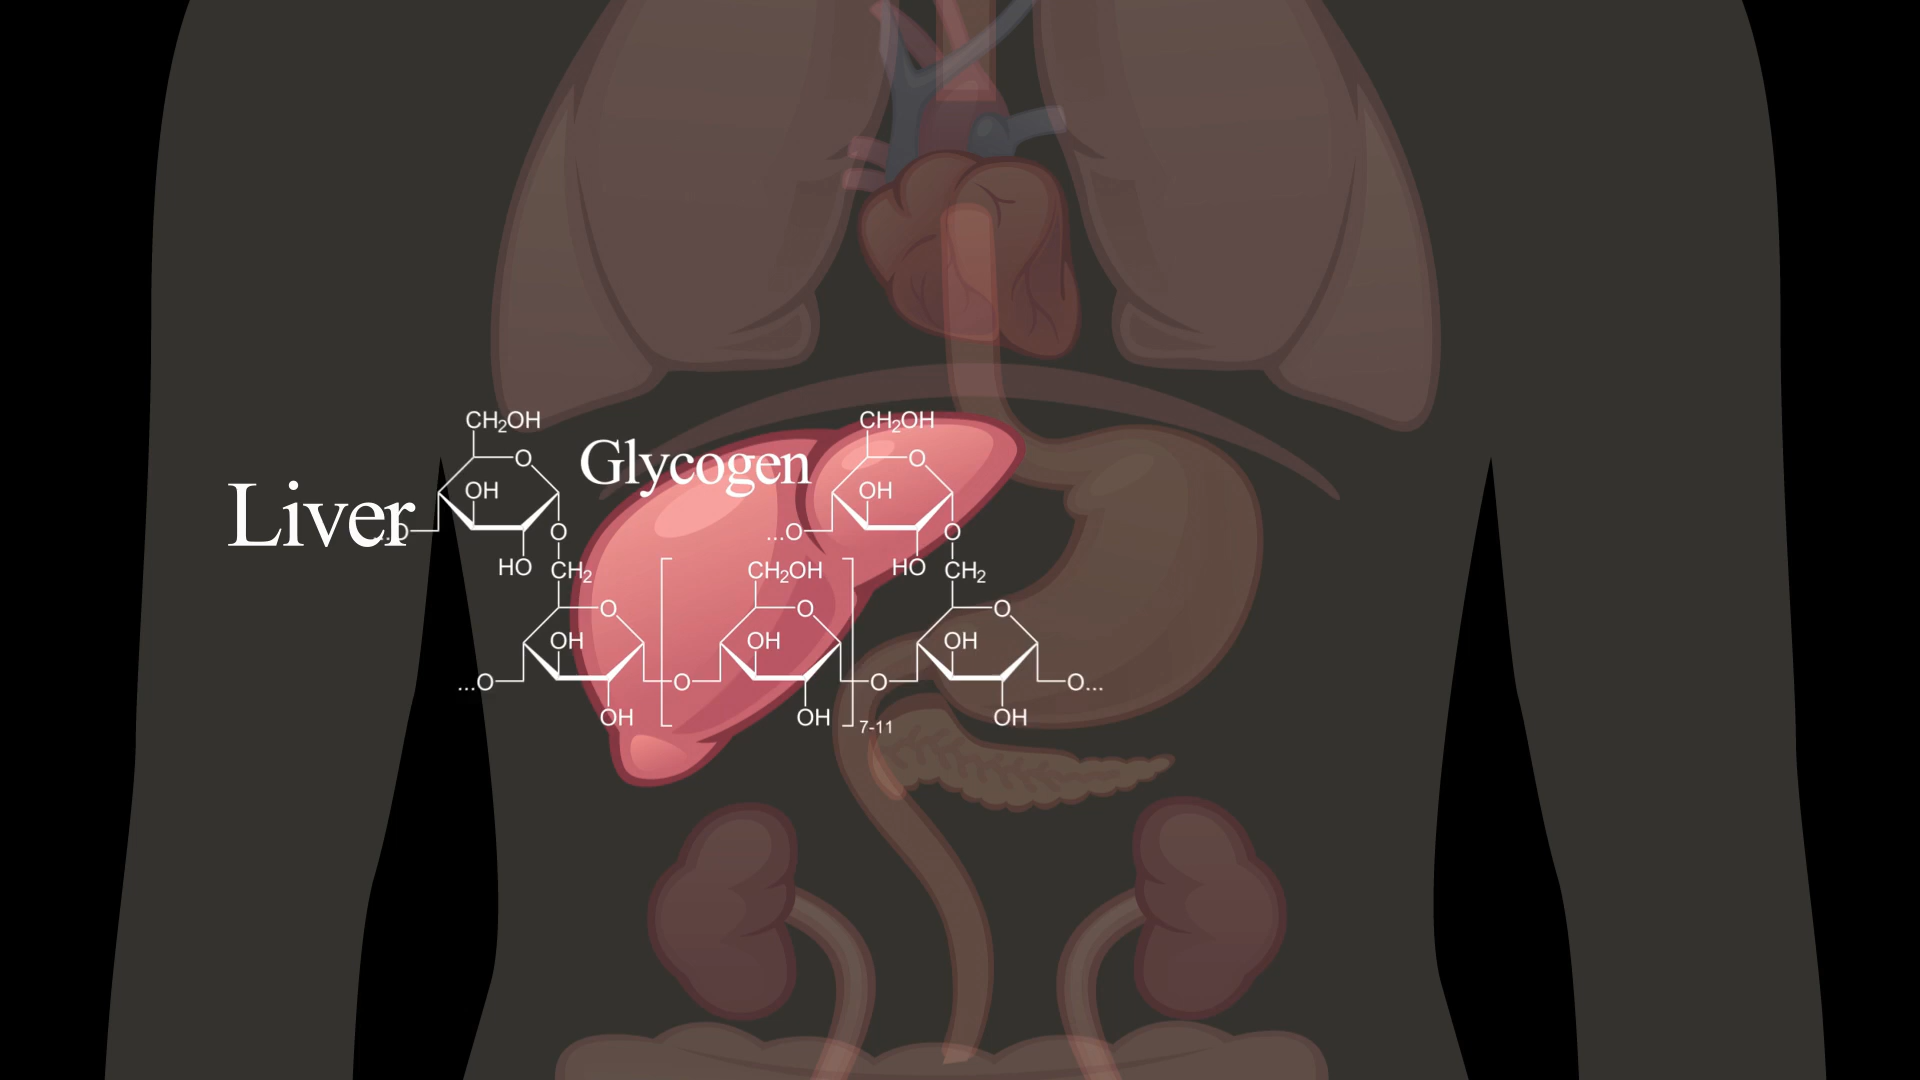 Liver
Glycogen
CH₂OH
O
OH
...O
O
HO
CH₂
O
OH
...O
OH
O
CH₂OH
O
OH
OH
7-11
O
CH₂OH
O
OH
...O
O
HO
CH₂
O
OH
OH
O...